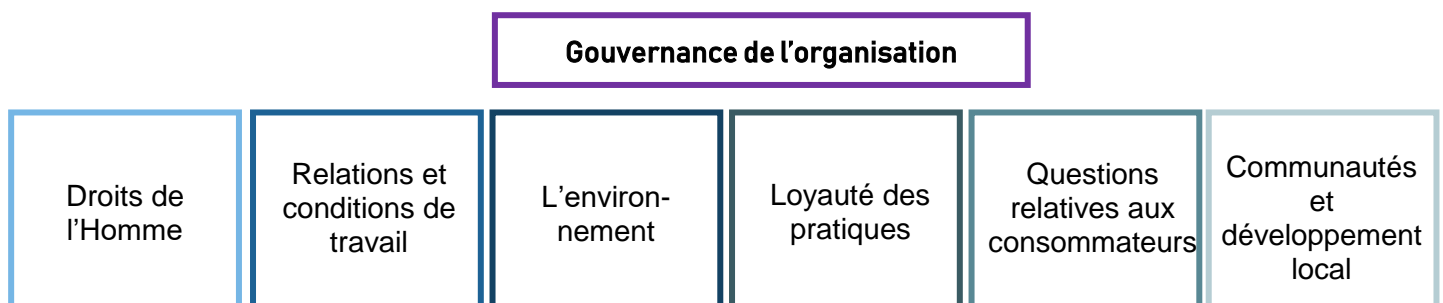 Gouvernance de l'organisation
Droits de
l'Homme
Relations et
conditions de
travail
L'environ-
nement
Loyauté des
pratiques
Questions
relatives aux
consommateurs
Communautés
et
développement
local